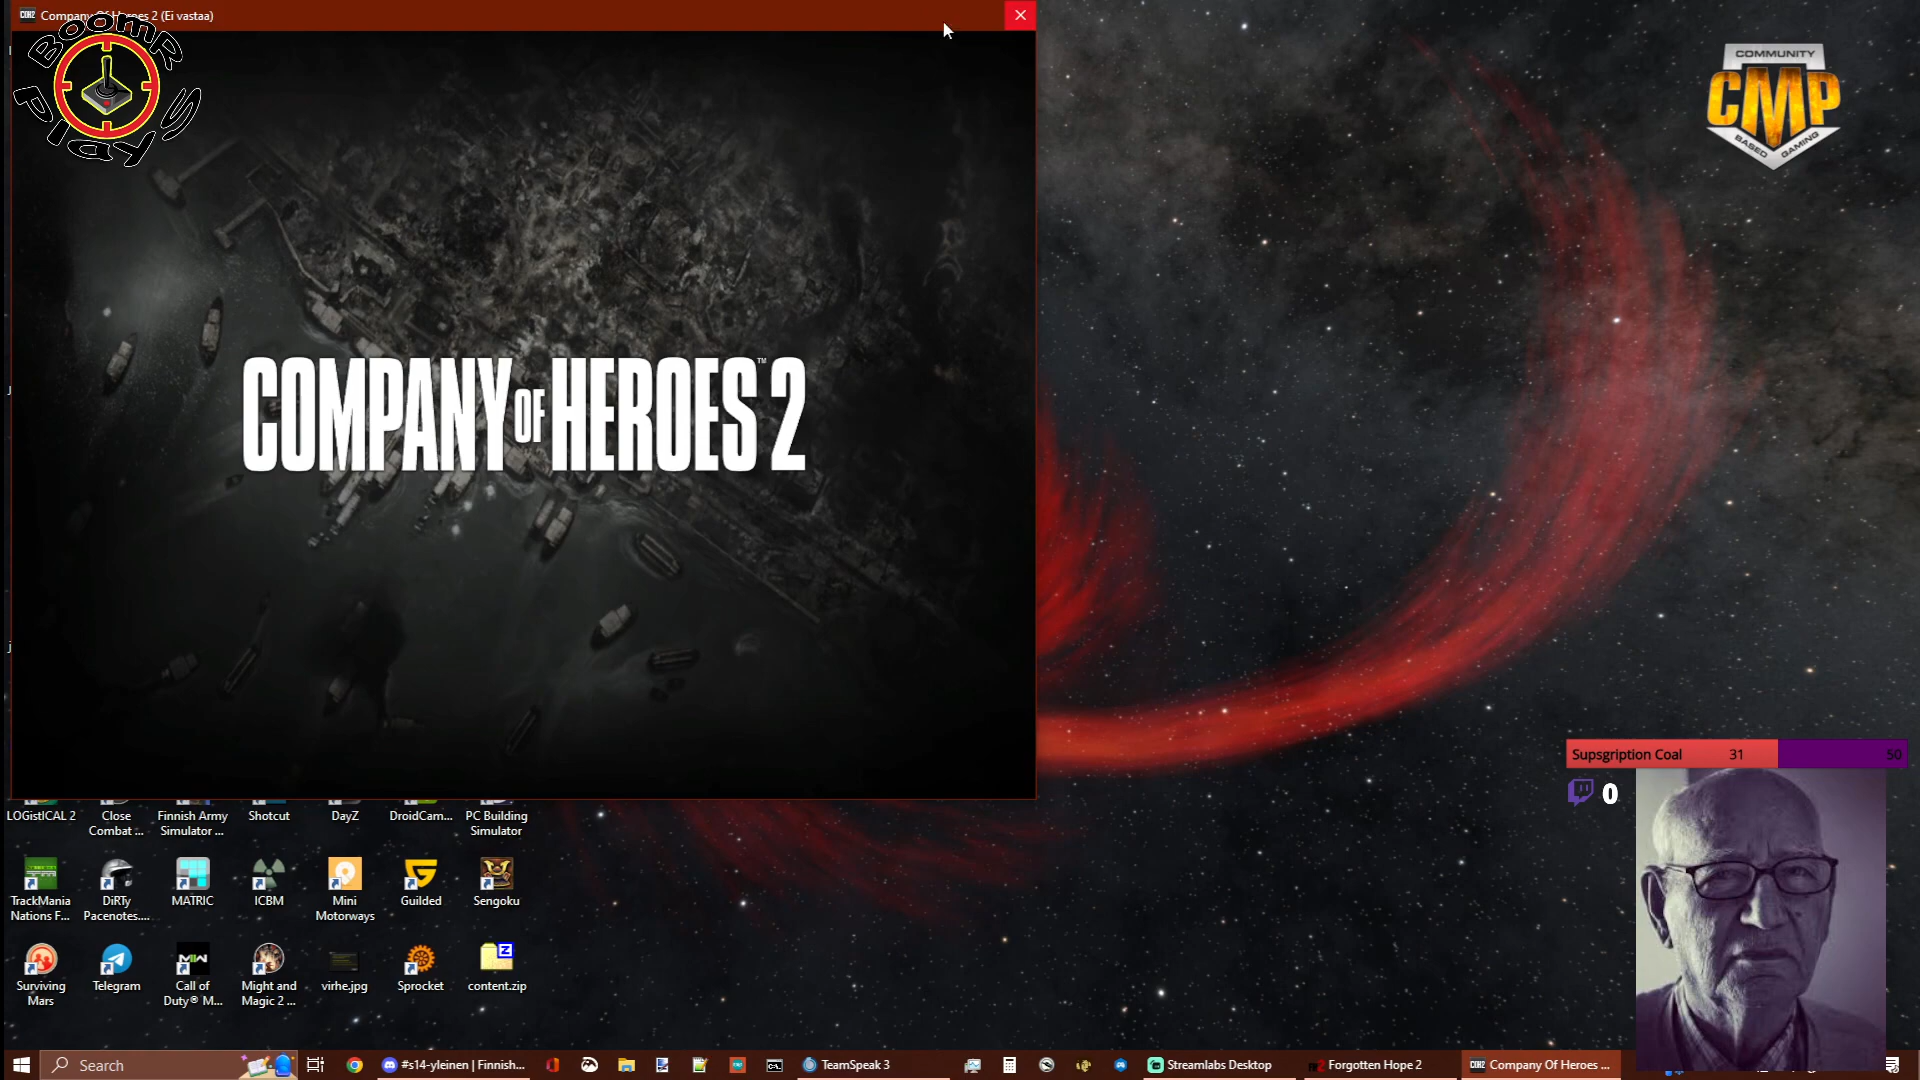 Company Of Heroes 2 (Ei vastaa)
BoomR
Plays
COMMUNITY
CMP
BASED GAMING
COMPANY OF HEROES 2
™
Supsgription Coal 31 50
0
LOGistICAL 2
Close
Combat ...
Finnish Army
Simulator ...
Shotcut
DayZ
DroidCam...
PC Building
Simulator
TrackMania
Nations F...
DiRTy
Pacenotes....
MATRIC
ICBM
Mini
Motorways
Guilded
Sengoku
Surviving
Mars
Telegram
Call of
Duty® M...
Might and
Magic 2 ...
virhe.jpg
Sprocket
content.zip
Search
#s14-yleinen | Finnish...
TeamSpeak 3
Streamlabs Desktop
Forgotten Hope 2
Company Of Heroes ...